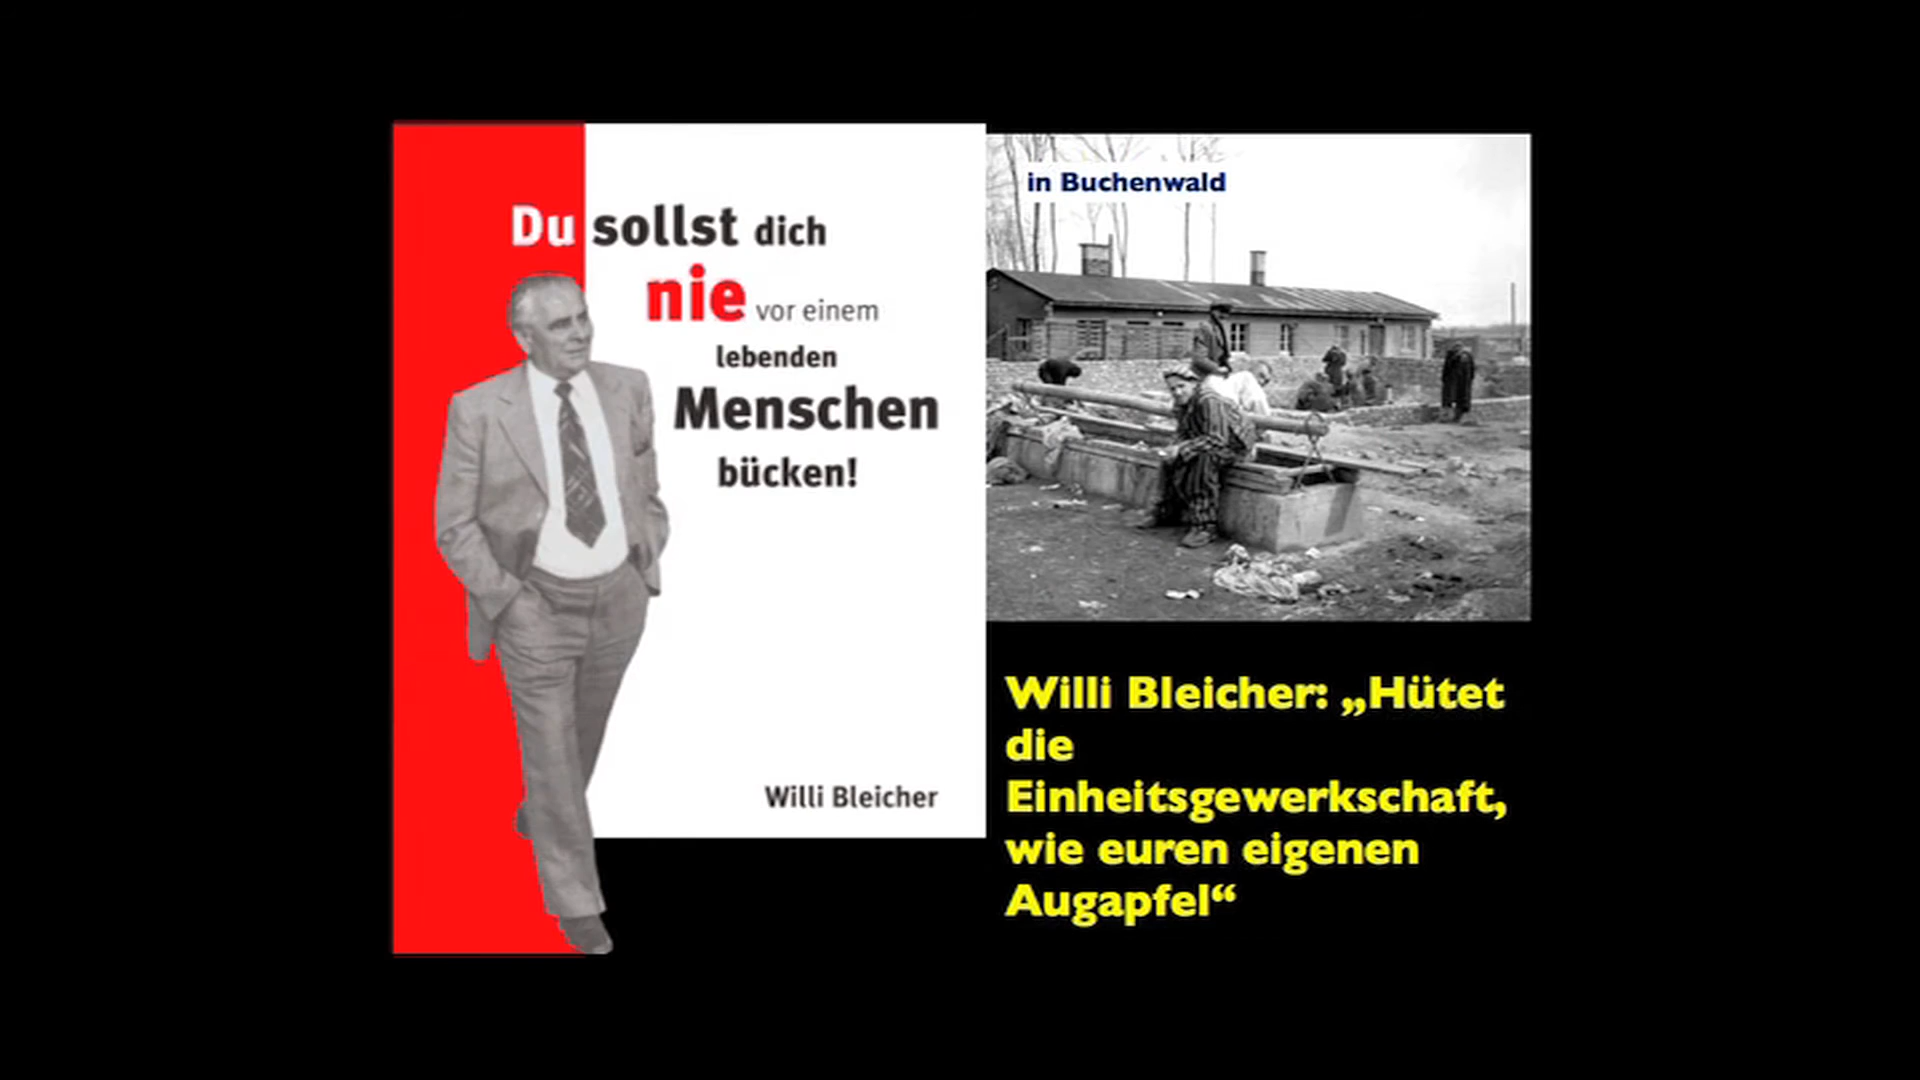 Du sollst dich
nie vor einem
lebenden
Menschen
bücken!
Willi Bleicher
in Buchenwald
Willi Bleicher: „Hütet
die
Einheitsgewerkschaft,
wie euren eigenen
Augapfel“